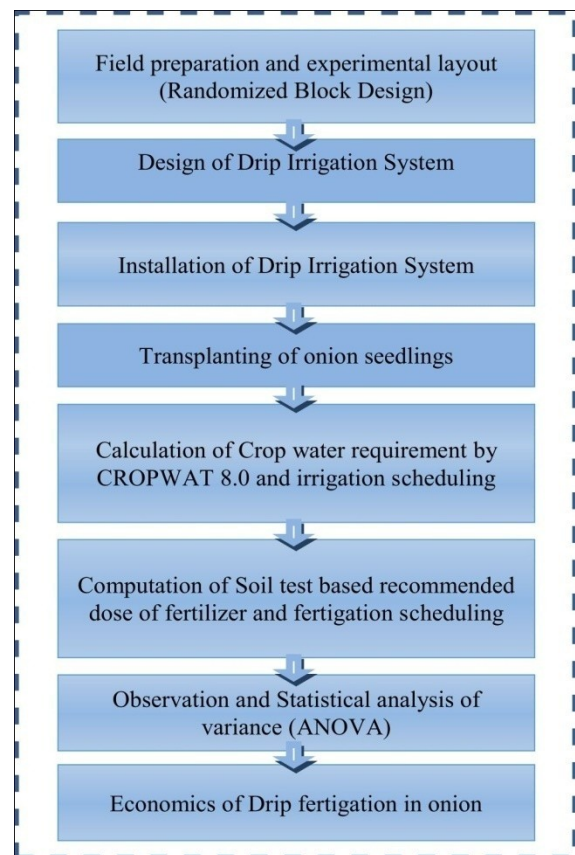 Field preparation and experimental layout
(Randomized Block Design)
Design of Drip Irrigation System
Installation of Drip Irrigation System
Transplanting of onion seedlings
Calculation of Crop water requirement by
CROPWAT 8.0 and irrigation scheduling
Computation of Soil test based recommended
dose of fertilizer and fertigation scheduling
Observation and Statistical analysis of
variance (ANOVA)
Economics of Drip fertigation in onion